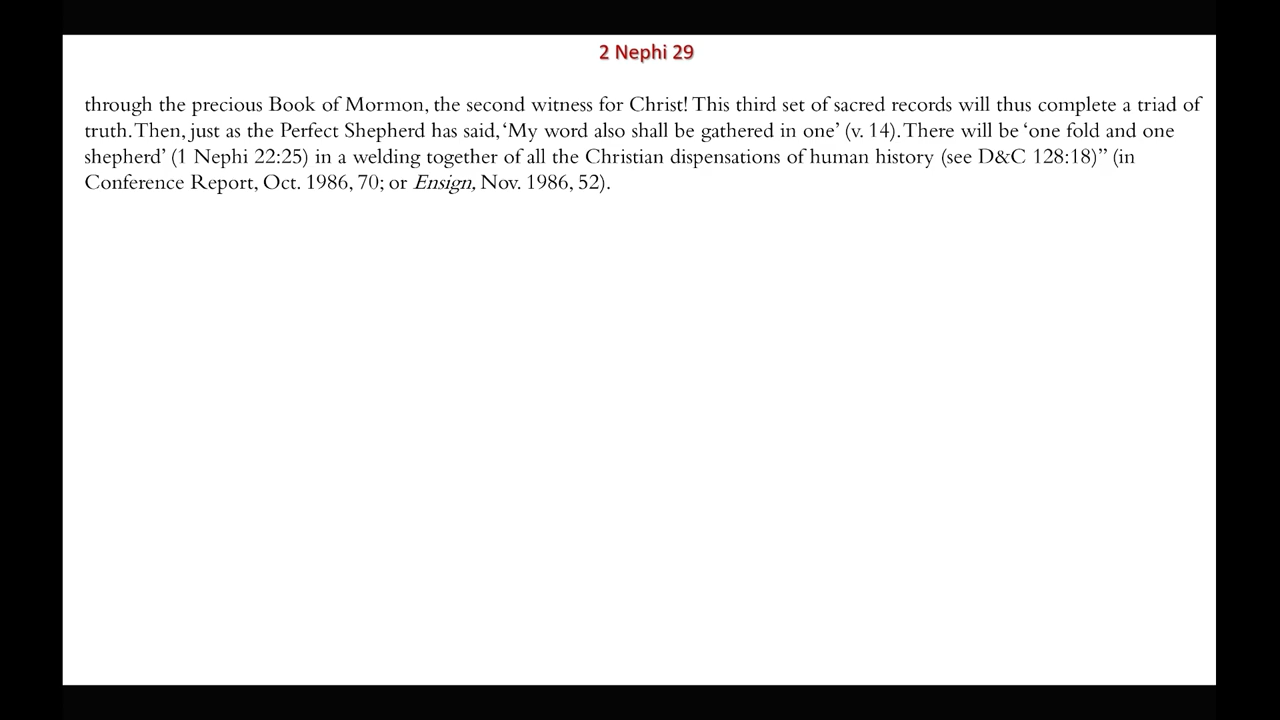 2 Nephi 29
through the precious Book of Mormon, the second witness for Christ! This third set of sacred records will thus complete a triad of
truth. Then, just as the Perfect Shepherd has said, ‘My word also shall be gathered in one’ (v. 14). There will be ‘one fold and one
shepherd’ (1 Nephi 22:25) in a welding together of all the Christian dispensations of human history (see D&C 128:18)” (in
Conference Report, Oct. 1986, 70; or Ensign, Nov. 1986, 52).